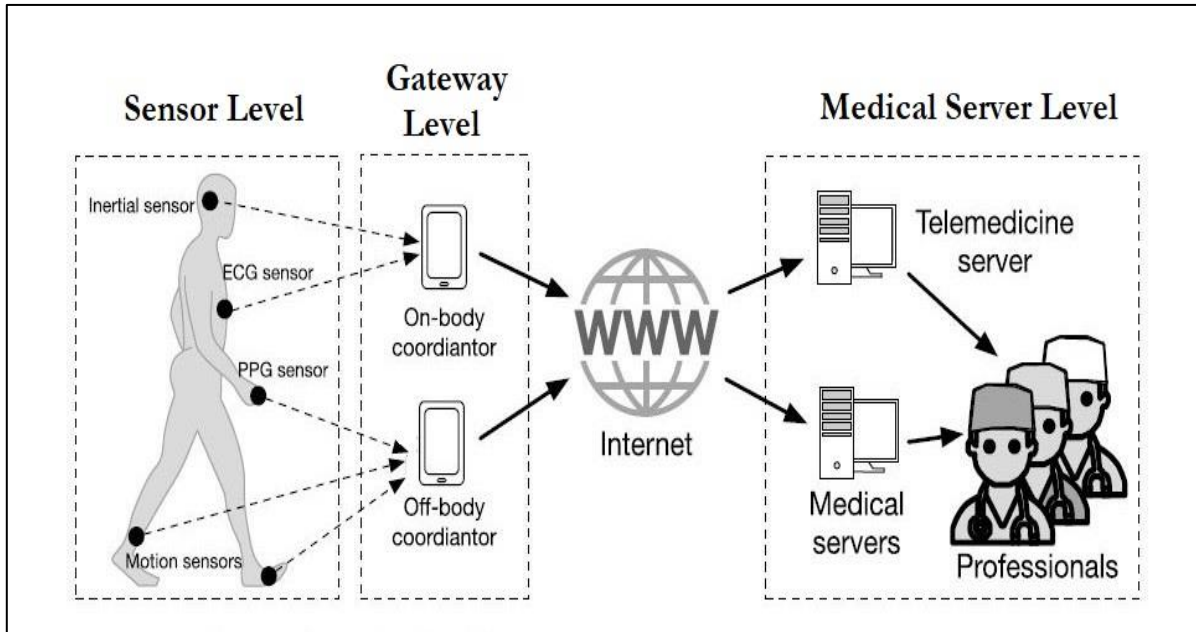 Sensor Level
Gateway
Level
Medical Server Level
Inertial sensor
ECG sensor
PPG sensor
Motion sensors
On-body
coordiantor
Off-body
coordiantor
WWW
Internet
Telemedicine
server
Medical
servers
Professionals